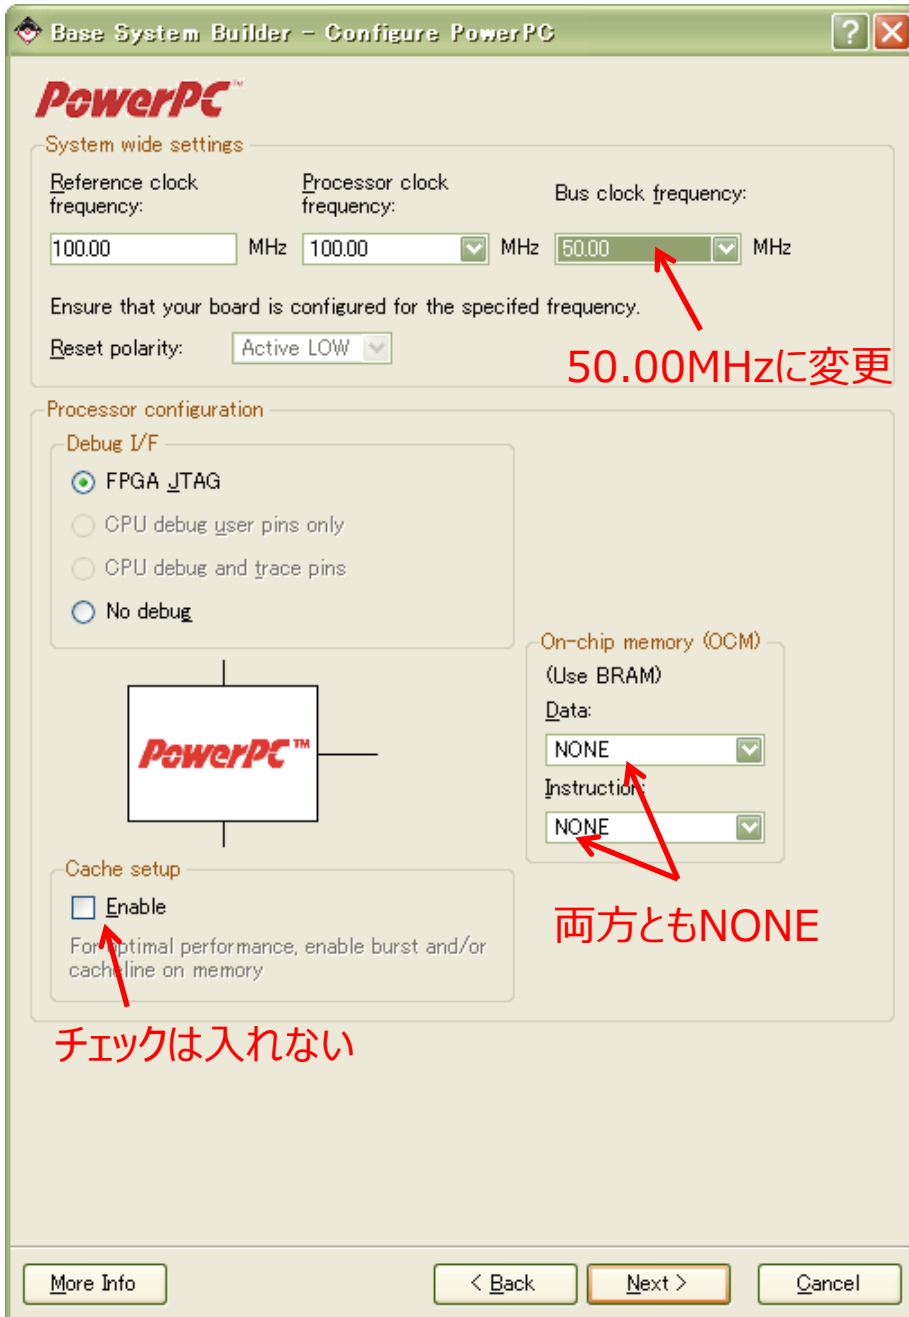 Base System Builder - Configure PowerPC
PowerPC™
System wide settings
Reference clock frequency:
Processor clock frequency:
Bus clock frequency:
100.00 MHz 100.00 MHz 50.00 MHz
Ensure that your board is configured for the specifed frequency.
Reset polarity: Active LOW
50.00MHzに変更
Processor configuration
Debug I/F
FPGA JTAG
CPU debug user pins only
CPU debug and trace pins
No debug
On-chip memory (OCM)
(Use BRAM)
Data:
NONE
Instruction:
NONE
PowerPC™
両方ともNONE
Cache setup
Enable
For optimal performance, enable burst and/or
cacheline on memory
チェックは入れない
More Info < Back Next > Cancel